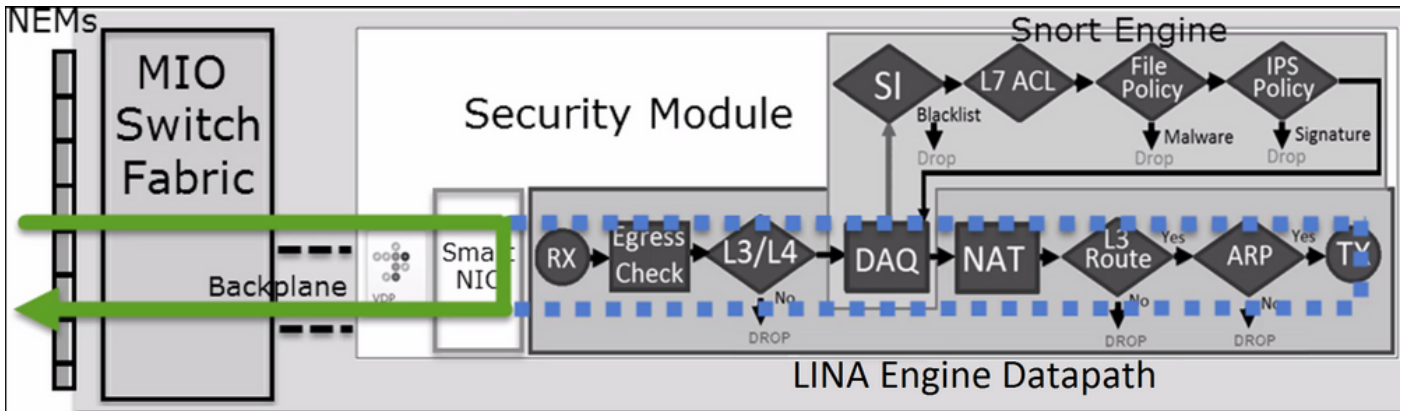 NEMs
MIO
Switch
Fabric
Backplane
VDP
Smart
NIC
Security Module
Snort Engine
SI
L7 ACL
File
Policy
IPS
Policy
Blacklist
Drop
Malware
Drop
Signature
Drop
RX
Egress
Check
L3/L4
No
DROP
DAQ
NAT
L3
Route
Yes
No
DROP
ARP
Yes
No
DROP
TX
LINA Engine Datapath